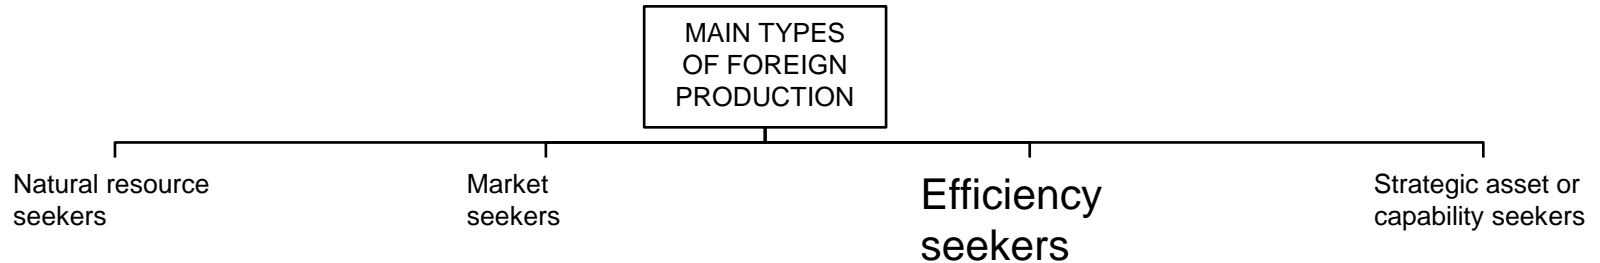 MAIN TYPES
OF FOREIGN
PRODUCTION
Natural resource
seekers
Market
seekers
Efficiency
seekers
Strategic asset or
capability seekers